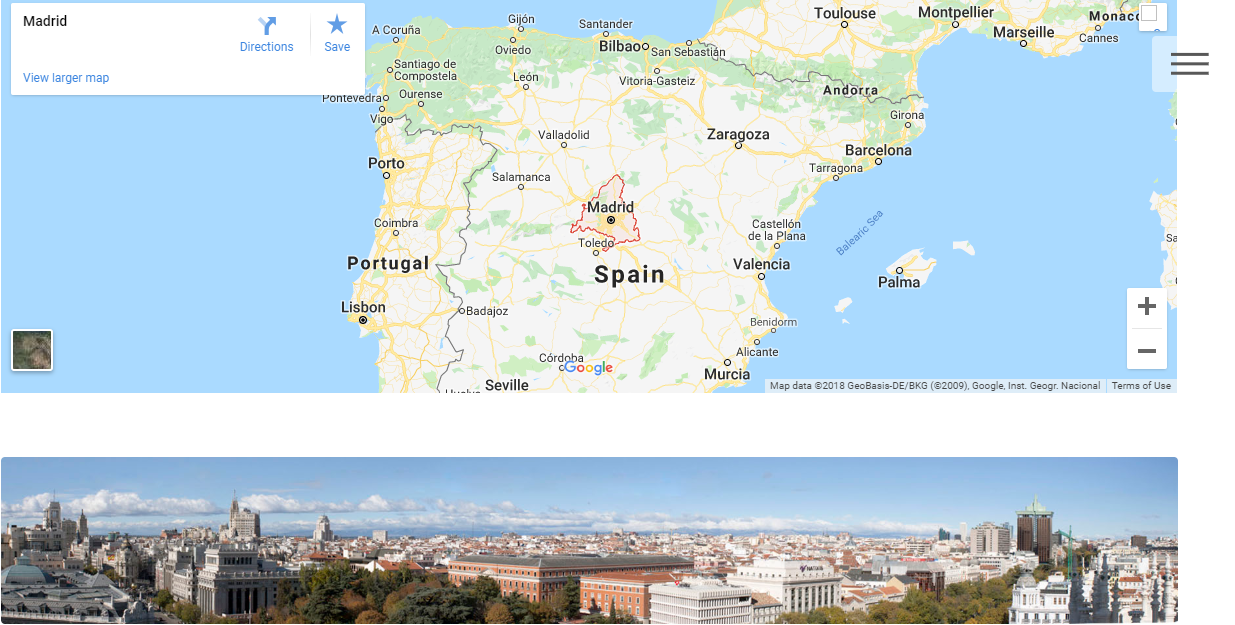 Madrid
Directions
Save
View larger map
A Coruña
Gijón
Oviedo
Santander
Bilbao
San Sebastián
Toulouse
Montpellier
Marseille
Cannes
Santiago de
Compostela
León
Vitoria-Gasteiz
Andorra
Pontevedra
Ourense
Vigo
Girona
Valladolid
Zaragoza
Barcelona
Porto
Tarragona
Salamanca
Madrid
Coimbra
Castellón
de la Plana
Balearic Sea
Toledo
Portugal
Spain
Valencia
Palma
Lisbon
Badajoz
Benidorm
Alicante
Córdoba
Google
Murcia
Seville
Map data ©2018 GeoBasis-DE/BKG (©2009), Google, Inst. Geogr. Nacional
Terms of Use